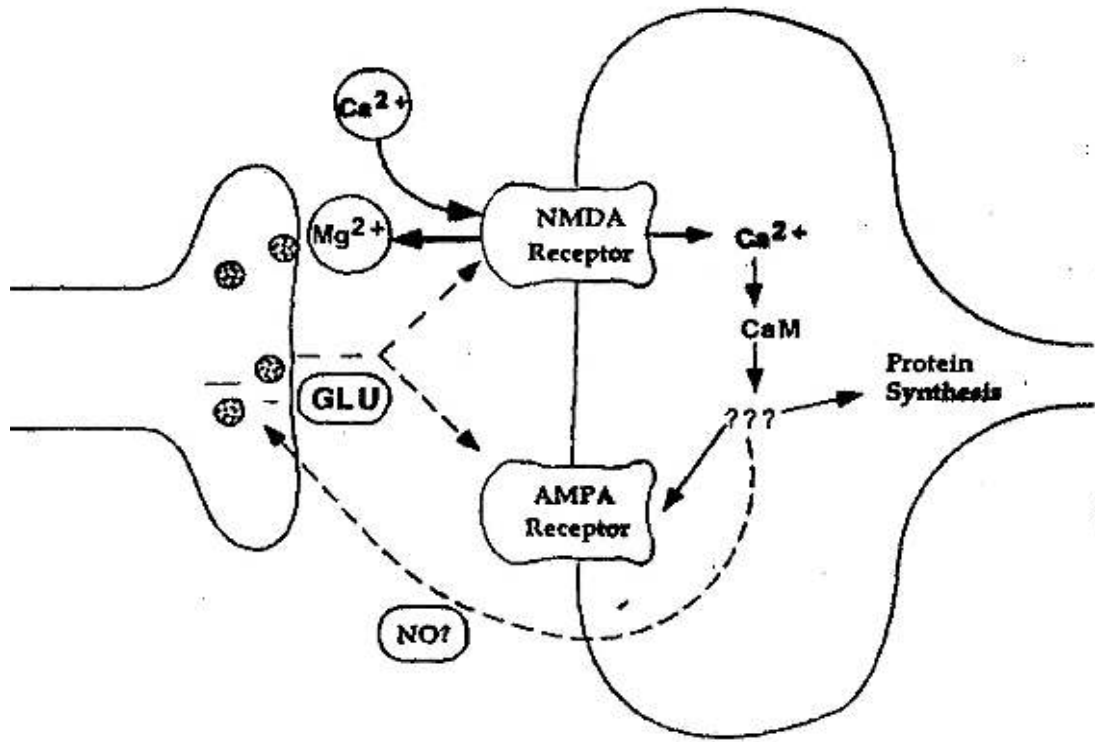 Ca²⁺
Mg²⁺
NMDA
Receptor
Ca²⁺
CaM
Protein
Synthesis
???
GLU
AMPA
Receptor
NO?